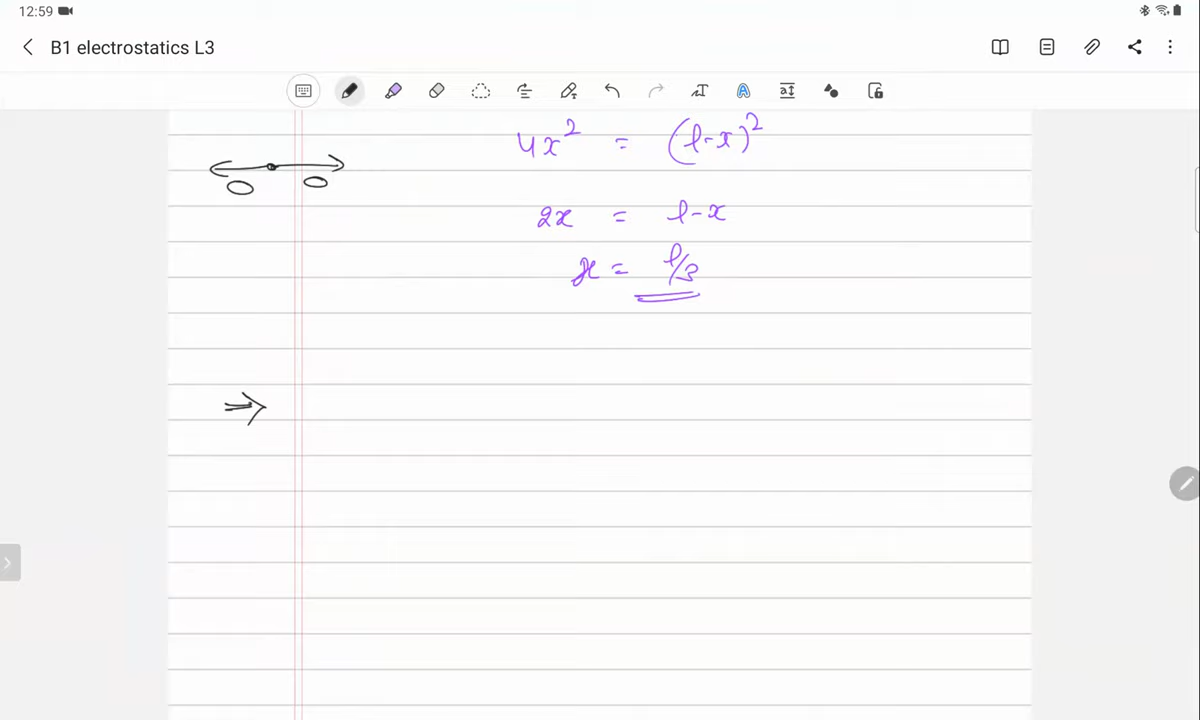 12:59
B1 electrostatics L3
4x² = (l-x)²
2x = l-x
x = l/3
⇒